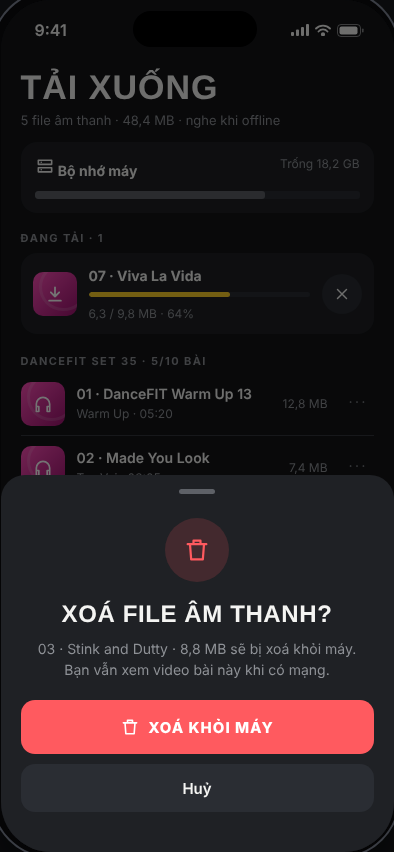 9:41
TẢI XUỐNG
5 file âm thanh · 48,4 MB · nghe khi offline
Bộ nhớ máy
Trống 18,2 GB
ĐANG TẢI · 1
07 · Viva La Vida
6,3 / 9,8 MB · 64%
DANCEFIT SET 35 · 5/10 BÀI
01 · DanceFIT Warm Up 13
Warm Up · 05:20
12,8 MB
02 · Made You Look
7,4 MB
XOÁ FILE ÂM THANH?
03 · Stink and Dutty · 8,8 MB sẽ bị xoá khỏi máy.
Bạn vẫn xem video bài này khi có mạng.
XOÁ KHỎI MÁY
Huỷ